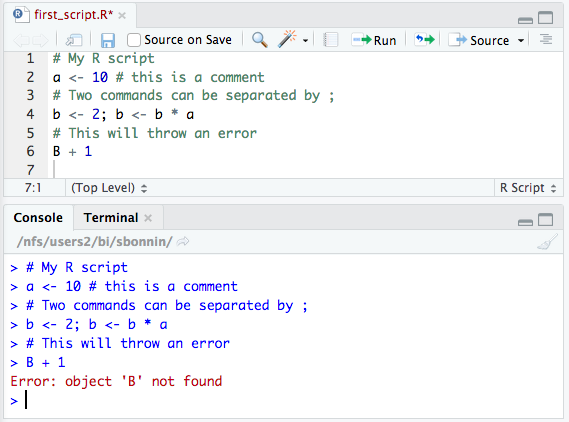 first_script.R* ×
Source on Save Run Source
1 # My R script
2 a <- 10 # this is a comment
3 # Two commands can be separated by ;
4 b <- 2; b <- b * a
5 # This will throw an error
6 B + 1
7
7:1 (Top Level) R Script
Console Terminal ×
/nfs/users2/bi/sbonnin/
> # My R script
> a <- 10 # this is a comment
> # Two commands can be separated by ;
> b <- 2; b <- b * a
> # This will throw an error
> B + 1
Error: object 'B' not found
>